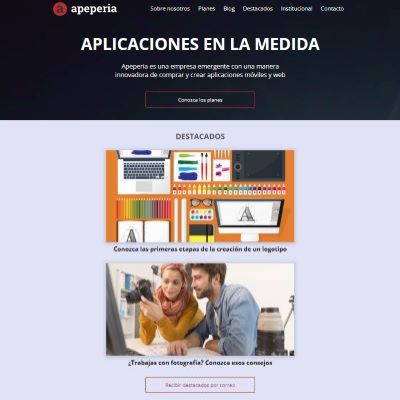 a apeperia
Sobre nosotros Planes Blog Destacados Institucional Contacto
APLICACIONES EN LA MEDIDA
Apeperia es una empresa emergente con una manera
innovadora de comprar y crear aplicaciones móviles y web
Conozca los planes
DESTACADOS
A
A
Conozca las primeras etapas de la creación de un logotipo
¿Trabajas con fotografía? Conozca esos consejos
Recibir destacados por correo